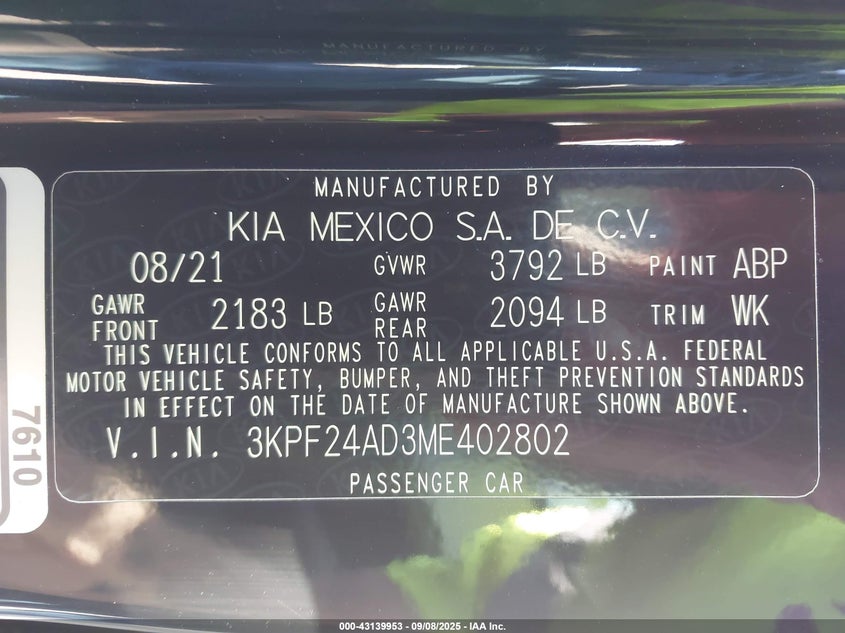 MANUFACTURED BY
KIA MEXICO S.A. DE C.V.
08/21 GVWR 3792 LB PAINT ABP
GAWR FRONT 2183 LB GAWR REAR 2094 LB TRIM WK
THIS VEHICLE CONFORMS TO ALL APPLICABLE U.S.A. FEDERAL
MOTOR VEHICLE SAFETY, BUMPER, AND THEFT PREVENTION STANDARDS
IN EFFECT ON THE DATE OF MANUFACTURE SHOWN ABOVE.
V.I.N. 3KPF24AD3ME402802
PASSENGER CAR
7610
000-43139953 - 09/08/2025 - IAA Inc.